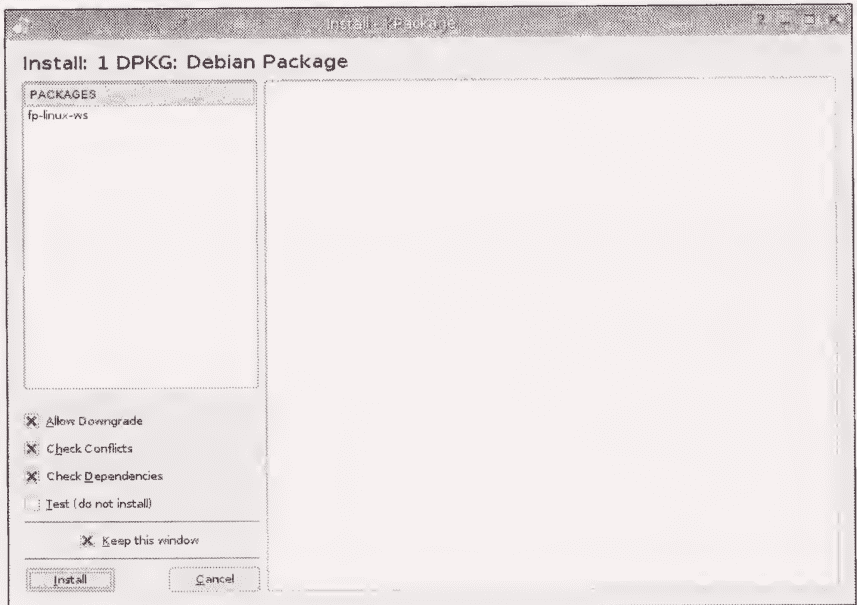 Install - KPackage
Install: 1 DPKG: Debian Package
PACKAGES
fp-linux-ws
Allow Downgrade
Check Conflicts
Check Dependencies
Test (do not install)
Keep this window
Install
Cancel